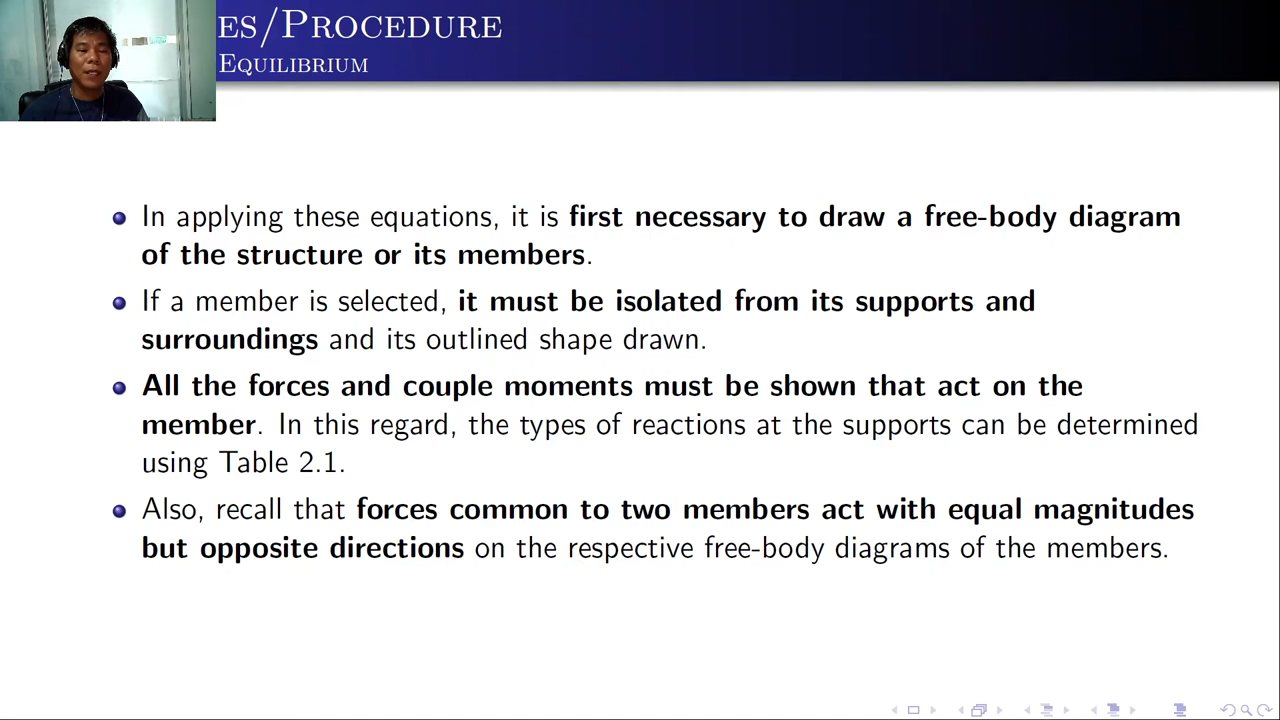 ES/PROCEDURE
EQUILIBRIUM
In applying these equations, it is first necessary to draw a free-body diagram
of the structure or its members.
If a member is selected, it must be isolated from its supports and
surroundings and its outlined shape drawn.
All the forces and couple moments must be shown that act on the
member. In this regard, the types of reactions at the supports can be determined
using Table 2.1.
Also, recall that forces common to two members act with equal magnitudes
but opposite directions on the respective free-body diagrams of the members.